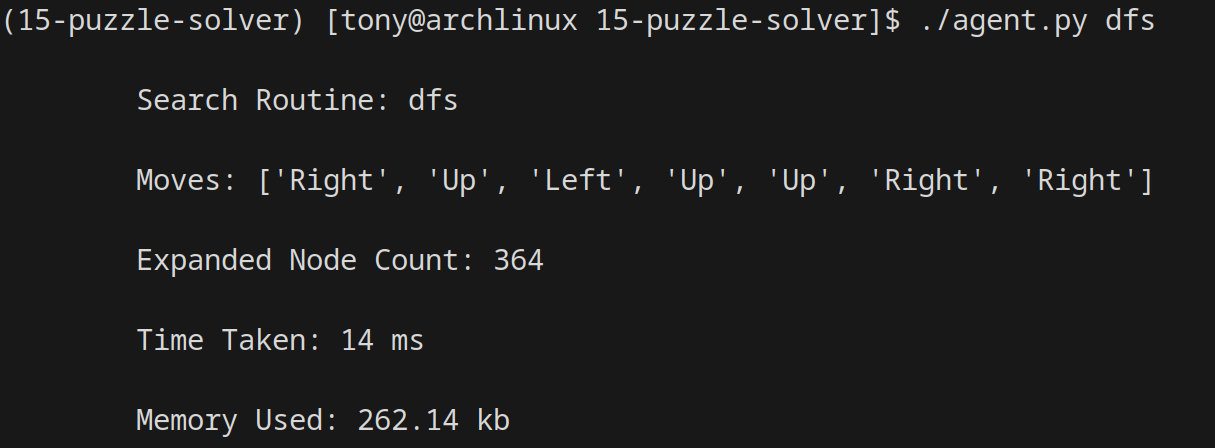 (15-puzzle-solver) [tony@archlinux 15-puzzle-solver]$ ./agent.py dfs
Search Routine: dfs
Moves: ['Right', 'Up', 'Left', 'Up', 'Up', 'Right', 'Right']
Expanded Node Count: 364
Time Taken: 14 ms
Memory Used: 262.14 kb